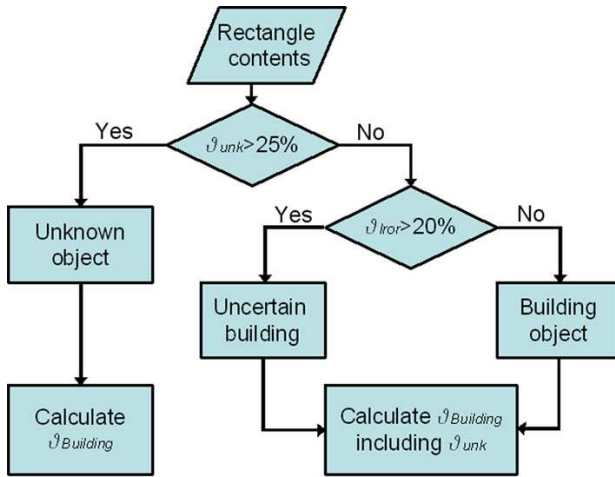 Rectangle
contents
Yes
ϑunk>25%
No
Unknown
object
Yes
ϑIror>20%
No
Uncertain
building
Building
object
Calculate
ϑBuilding
Calculate ϑBuilding
including ϑunk